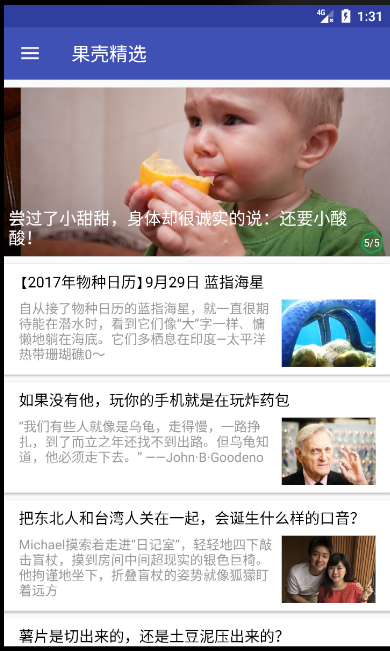 4G 1:31
果壳精选
尝过了小甜甜，身体却很诚实的说：还要小酸
酸！
5/5
【2017年物种日历】9月29日 蓝指海星
自从接了物种日历的蓝指海星，就一直很期
待能在潜水时，看到它们像“大”字一样、慵
懒地躺在海底。它们多栖息在印度—太平洋
热带珊瑚礁0～
如果没有他，玩你的手机就是在玩炸药包
“我们有些人就像是乌龟，走得慢，一路挣
扎，到了而立之年还找不到出路。但乌龟知
道，他必须走下去。” ——John·B·Goodeno
把东北人和台湾人关在一起，会诞生什么样的口音？
Michael摸索着走进“日记室”，轻轻地四下敲
击盲杖，摸到房间中间超现实的银色巨椅。
他拘谨地坐下，折叠盲杖的姿势就像狐獴盯
着远方
薯片是切出来的，还是土豆泥压出来的？